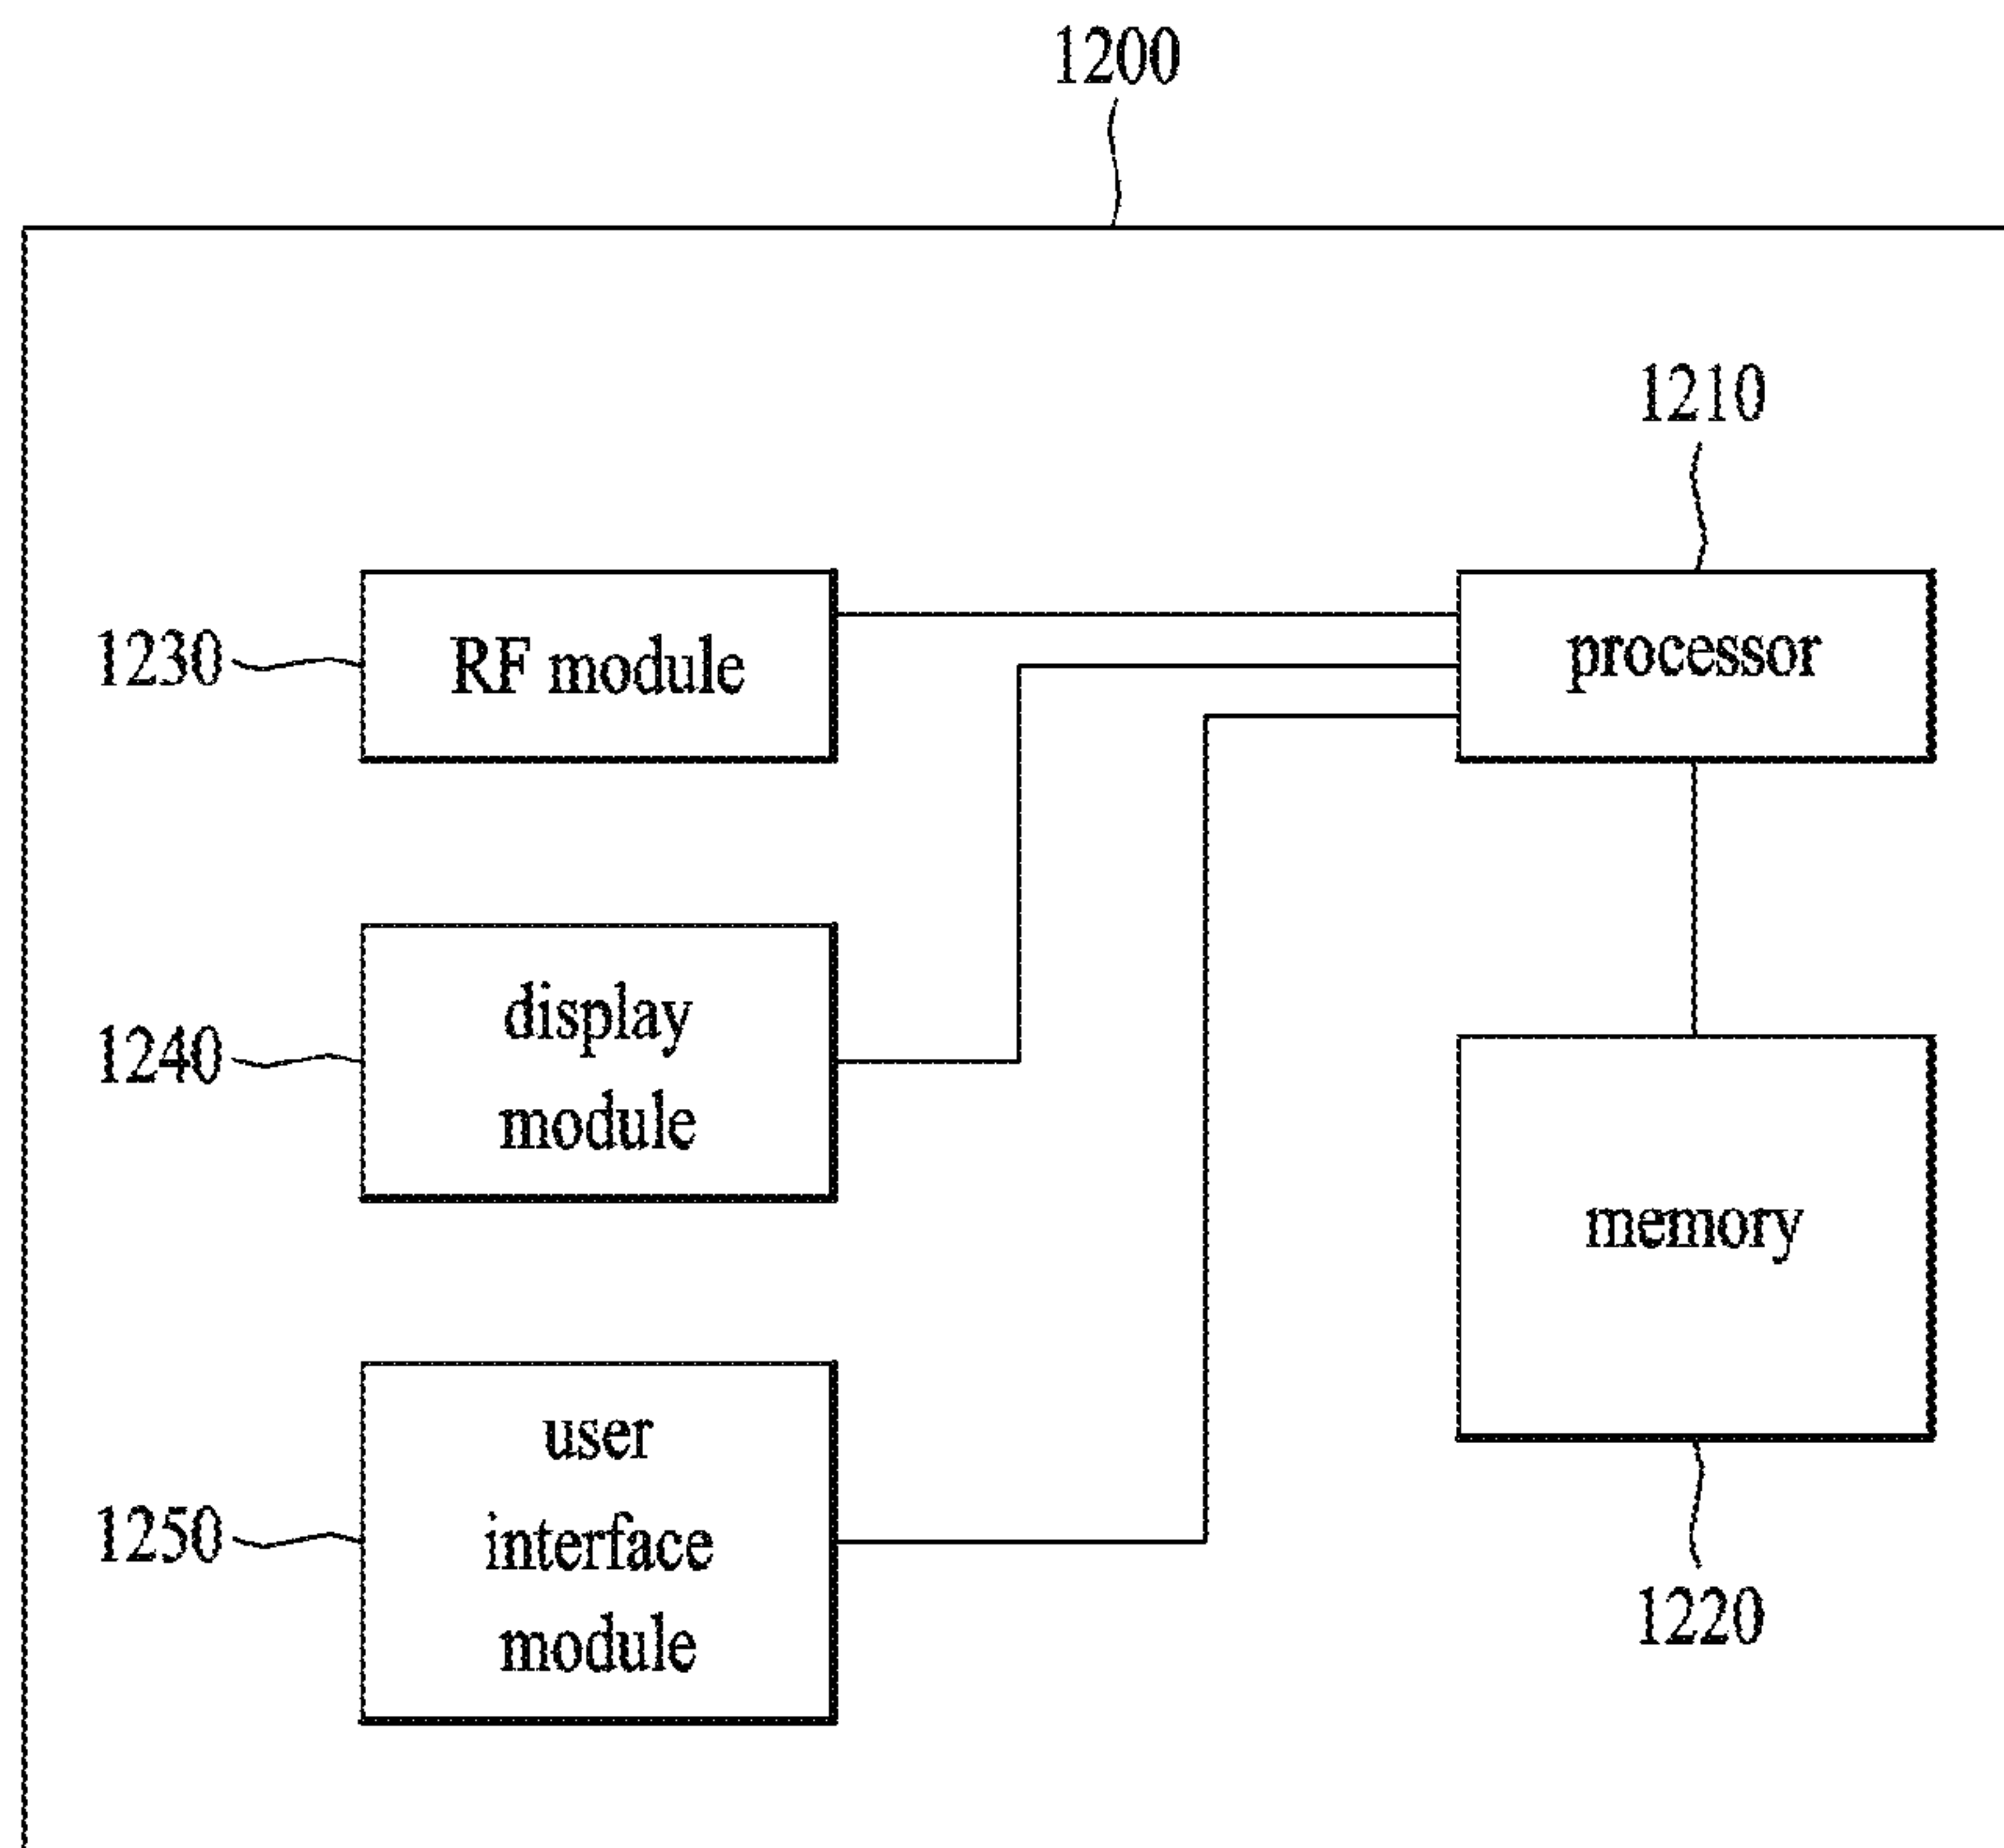 1200
1210
1230
RF module
processor
1240
display
module
memory
1250
user
interface
module
1220